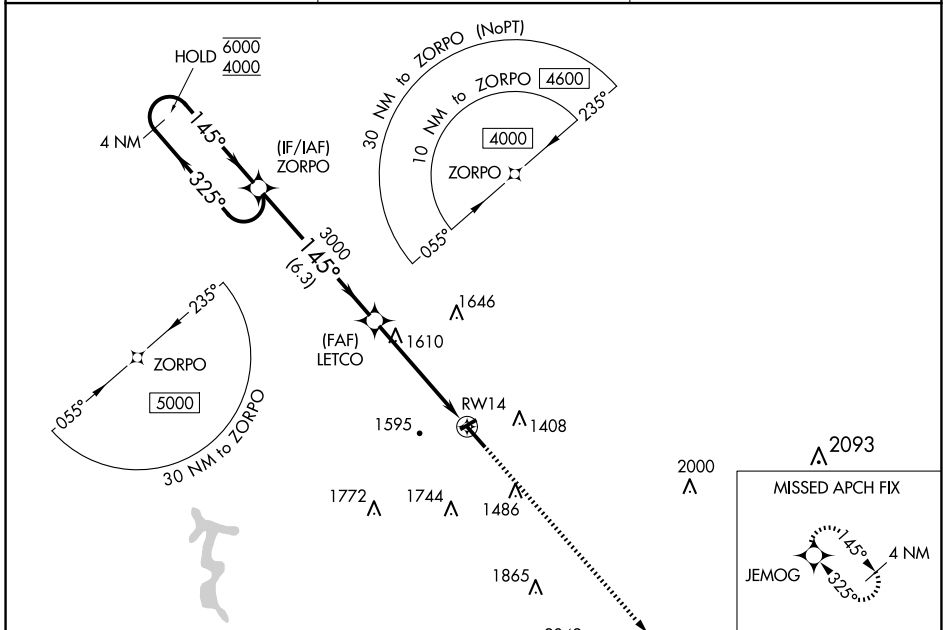 HOLD 6000
4000
4 NM
145°
325°
(IF/IAF)
ZORPO
30 NM to ZORPO (NoPT)
4600
10 NM to ZORPO
4000
ZORPO
235°
055°
3000
145°
(6.3)
(FAF)
LETCO
1646
1610
235°
ZORPO
055°
5000
30 NM to ZORPO
RW14
1595
1408
2093
2000
1772
1744
1486
1865
MISSED APCH FIX
JEMOG
145°
325°
4 NM